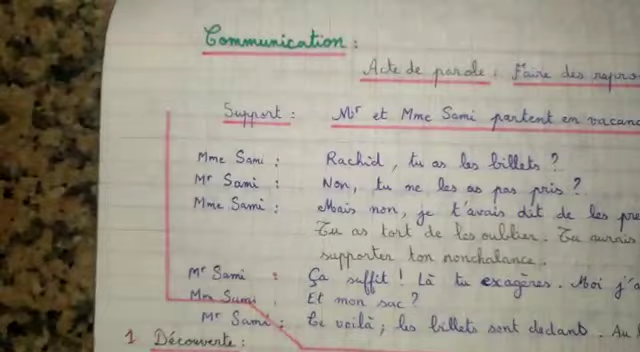 Communication :
Acte de parole : Faire des repro
Support : Mr et Mme Sami partent en vacanc
Mme Sami : Rachid, tu as les billets ?
Mr Sami : Non, tu ne les as pas pris ?
Mme Sami : Mais non, je t'avais dit de les pre
Tu as tort de les oublier. Tu aurais
supporter ton nonchalance.
Mr Sami : Ça suffit ! Là tu exagères. Moi j'a
Mme Sami : Et mon sac ?
Mr Sami : Le voilà ; les billets sont dedans. Au
1 Découverte :